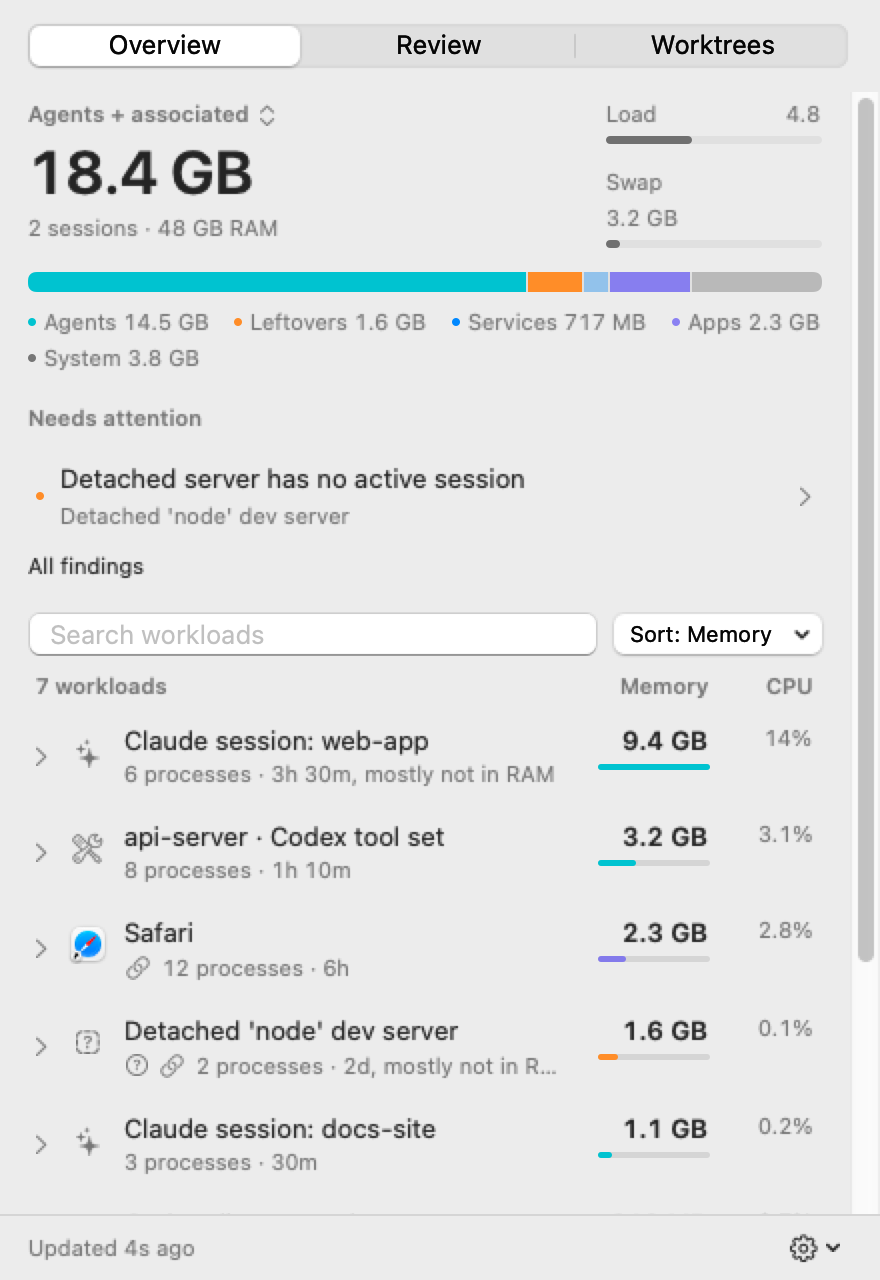 Overview Review Worktrees
Agents + associated
18.4 GB
2 sessions · 48 GB RAM
Load 4.8
Swap
3.2 GB
Agents 14.5 GB Leftovers 1.6 GB Services 717 MB Apps 2.3 GB
System 3.8 GB
Needs attention
Detached server has no active session
Detached 'node' dev server
All findings
Search workloads Sort: Memory
7 workloads Memory CPU
Claude session: web-app 9.4 GB 14%
6 processes · 3h 30m, mostly not in RAM
api-server · Codex tool set 3.2 GB 3.1%
8 processes · 1h 10m
Safari 2.3 GB 2.8%
12 processes · 6h
Detached 'node' dev server 1.6 GB 0.1%
2 processes · 2d, mostly not in R...
Claude session: docs-site 1.1 GB 0.2%
3 processes · 30m
Updated 4s ago